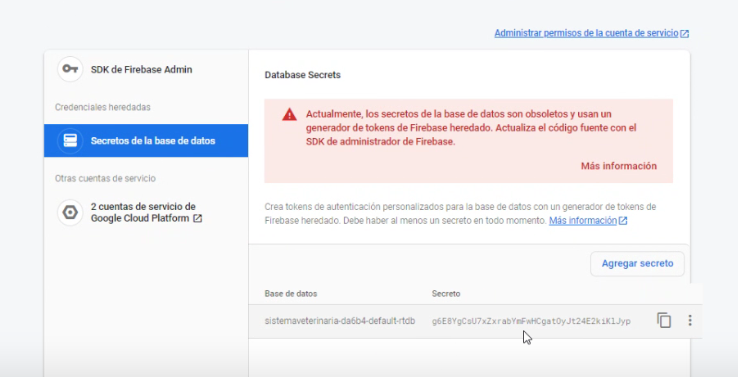 Administrar permisos de la cuenta de servicio
SDK de Firebase Admin
Credenciales heredadas
Secretos de la base de datos
Otras cuentas de servicio
2 cuentas de servicio de
Google Cloud Platform
Database Secrets
Actualmente, los secretos de la base de datos son obsoletos y usan un
generador de tokens de Firebase heredado. Actualiza el código fuente con el
SDK de administrador de Firebase.
Más información
Crea tokens de autenticación personalizados para la base de datos con un generador de tokens de
Firebase heredado. Debe haber al menos un secreto en todo momento. Más información
Agregar secreto
Base de datos Secreto
sistemaveterinaria-da6b4-default-rtdb